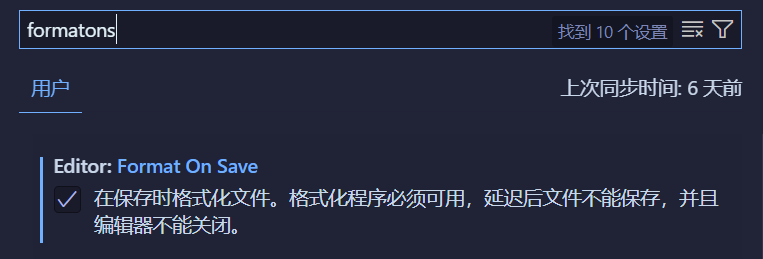 formatons
找到 10 个设置
用户
上次同步时间: 6 天前
Editor: Format On Save
在保存时格式化文件。格式化程序必须可用，延迟后文件不能保存，并且
编辑器不能关闭。